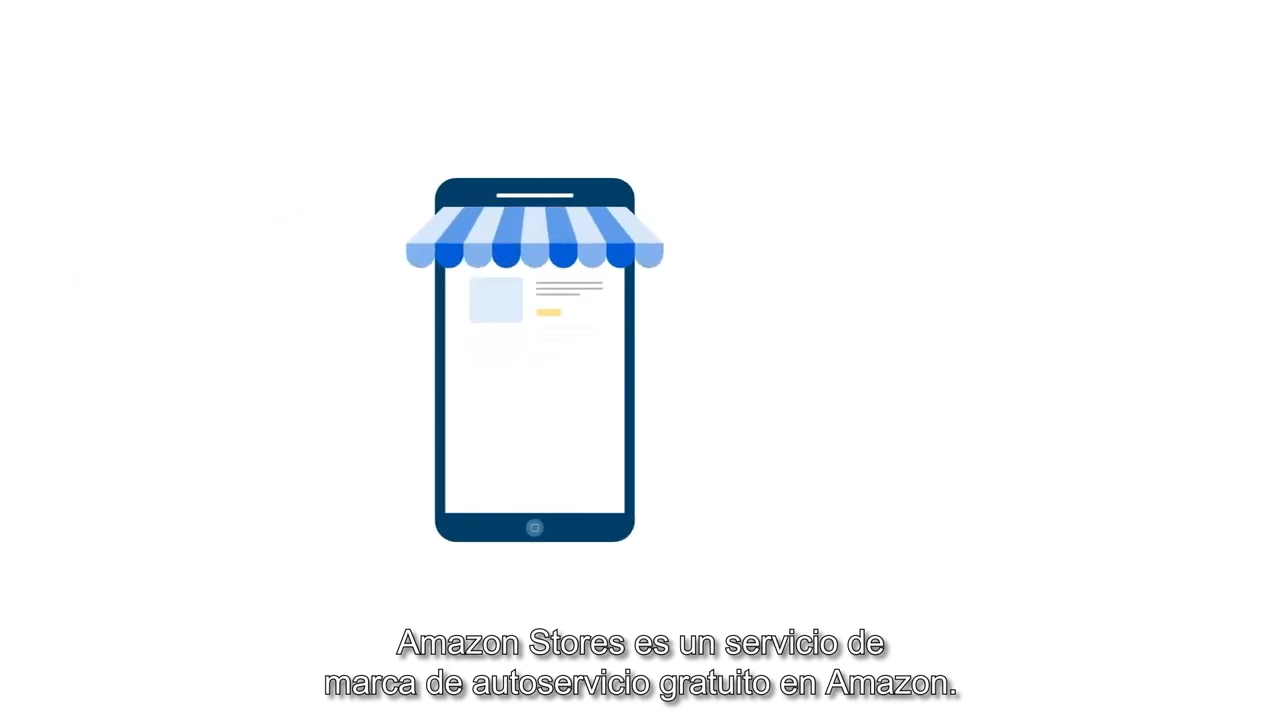 Amazon Stores es un servicio de
marca de autoservicio gratuito en Amazon.